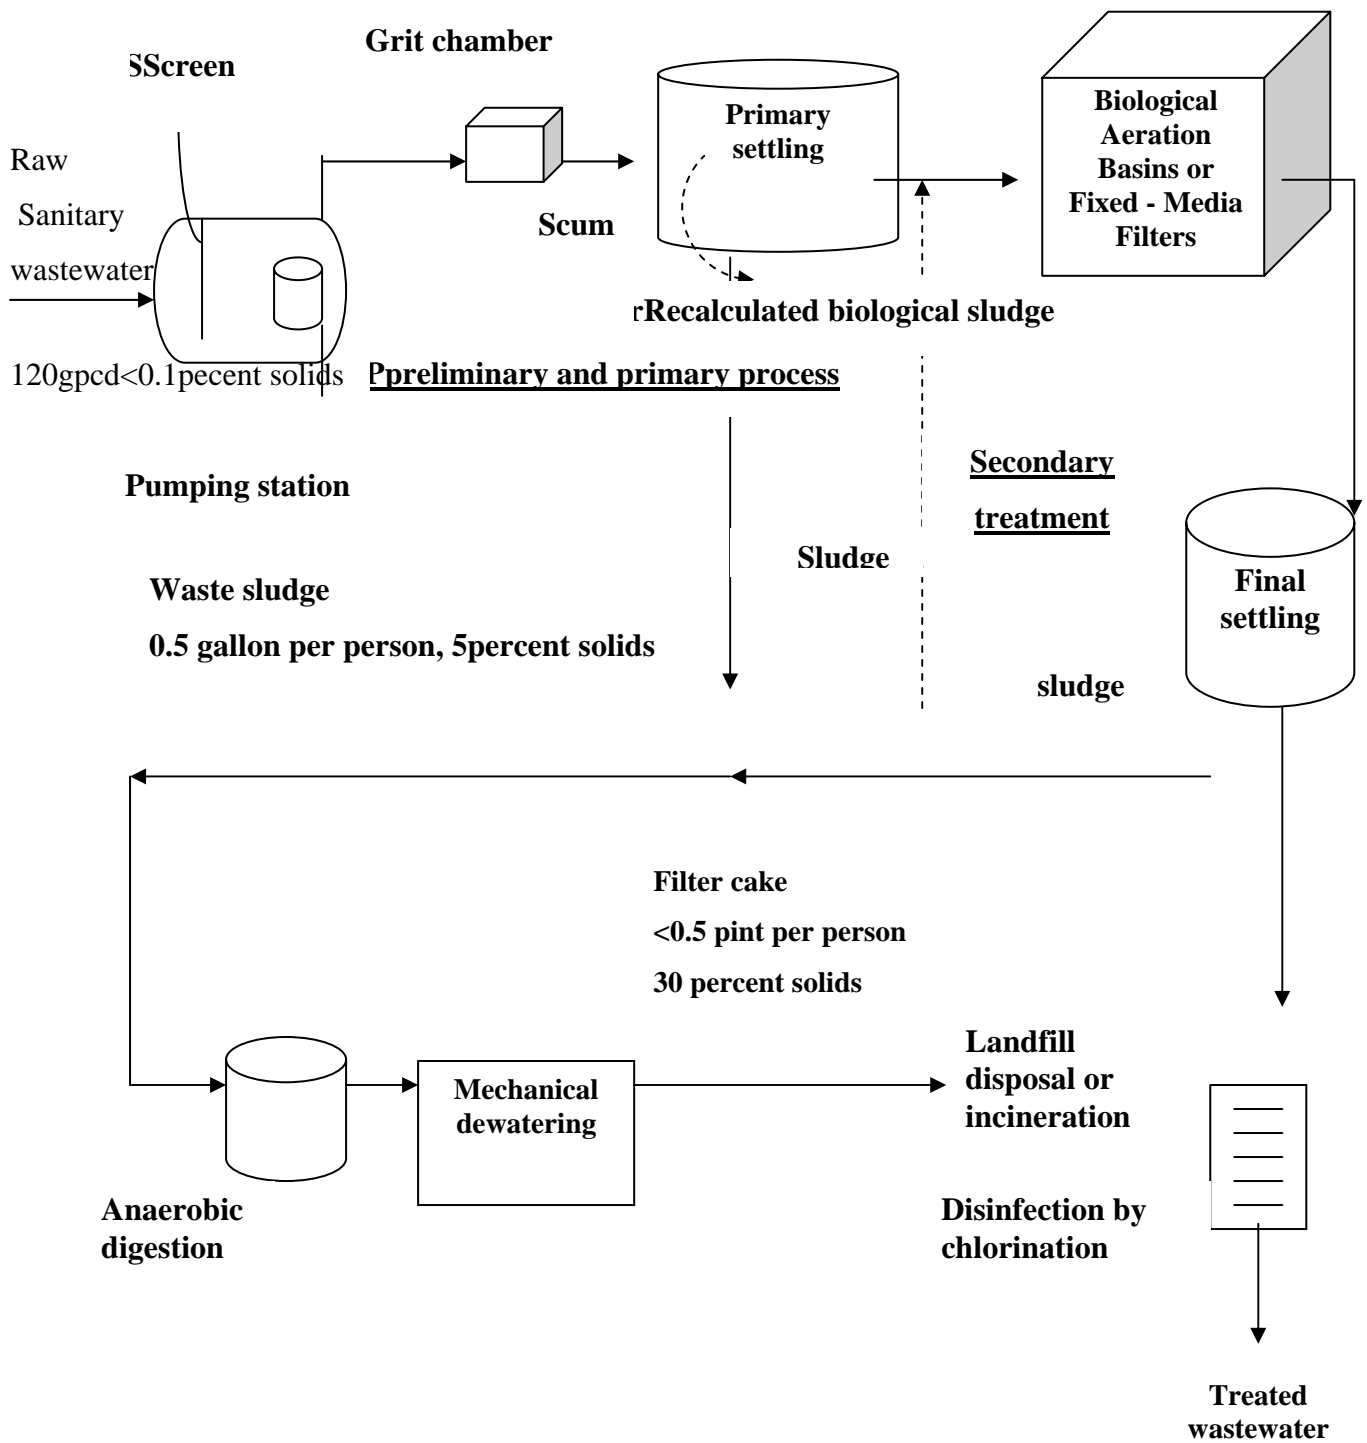 Grit chamber
SScreen
Primary
settling
Biological
Aeration
Basins or
Fixed - Media
Filters
Raw
Sanitary
wastewater
Scum
rRecalculated biological sludge
120gpcd<0.1pecent solids
Ppreliminary and primary process
Secondary
treatment
Pumping station
Sludge
Waste sludge
0.5 gallon per person, 5percent solids
Final
settling
sludge
Filter cake
<0.5 pint per person
30 percent solids
Landfill
disposal or
incineration
Mechanical
dewatering
Anaerobic
digestion
Disinfection by
chlorination
Treated
wastewater